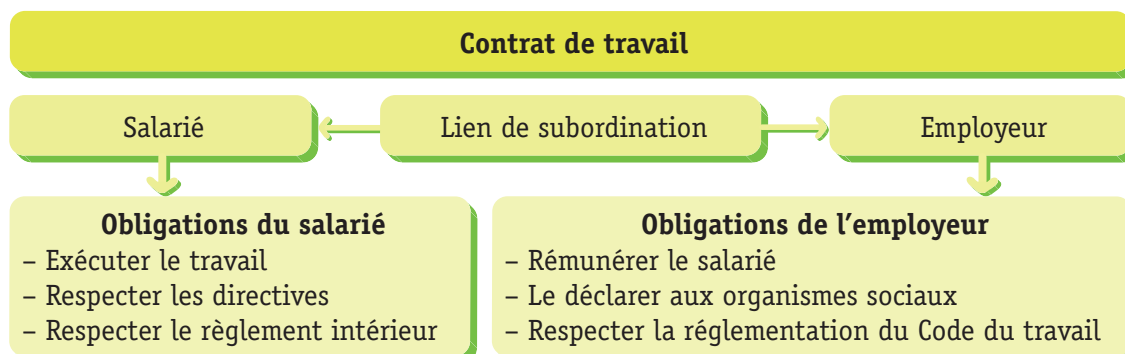 Contrat de travail
Salarié
Lien de subordination
Employeur
Obligations du salarié
– Exécuter le travail
– Respecter les directives
– Respecter le règlement intérieur
Obligations de l’employeur
– Rémunérer le salarié
– Le déclarer aux organismes sociaux
– Respecter la réglementation du Code du travail